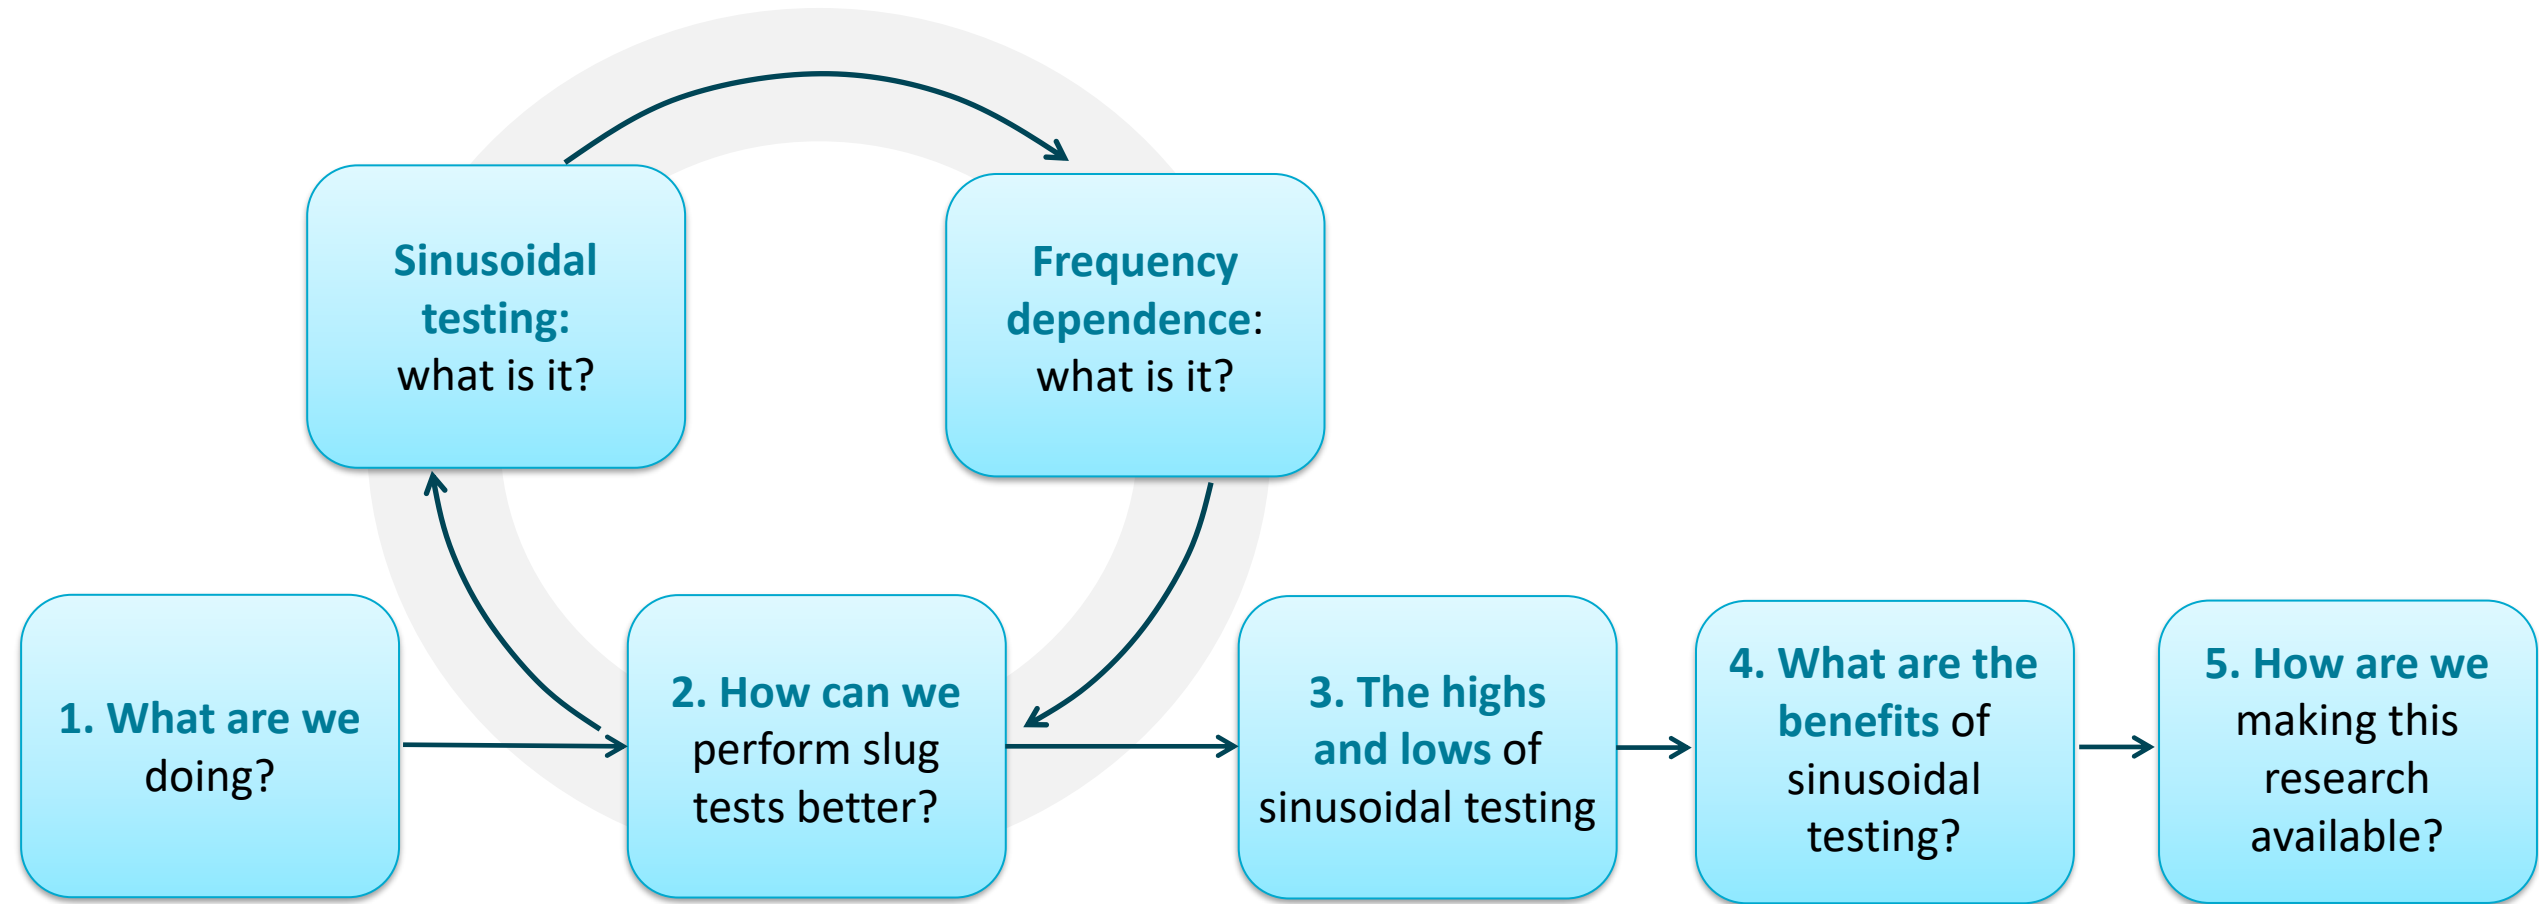 Sinusoidal
testing:
what is it?
Frequency
dependence:
what is it?
1. What are we
doing?
2. How can we
perform slug
tests better?
3. The highs
and lows of
sinusoidal testing
4. What are the
benefits of
sinusoidal
testing?
5. How are we
making this
research
available?